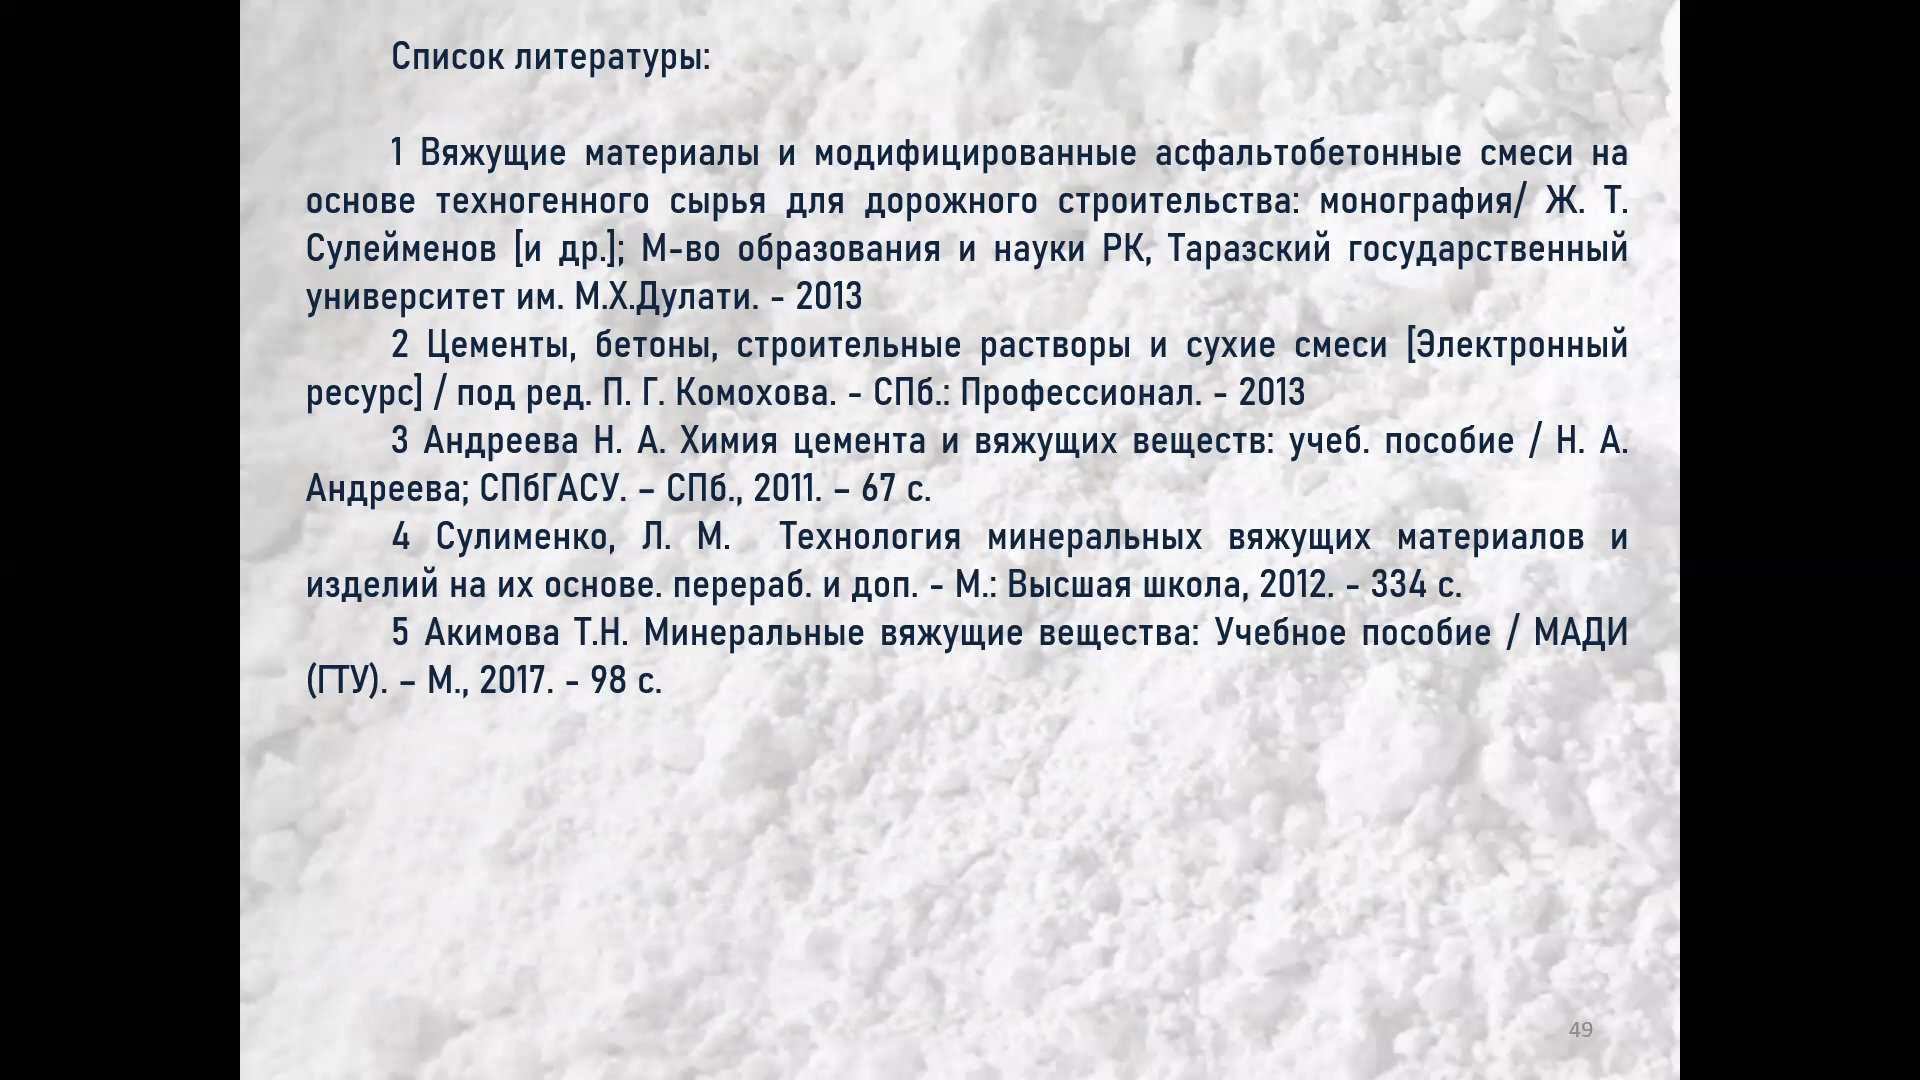 Список литературы:
1 Вяжущие материалы и модифицированные асфальтобетонные смеси на
основе техногенного сырья для дорожного строительства: монография/ Ж. Т.
Сулейменов [и др.]; М-во образования и науки РК, Таразский государственный
университет им. М.Х.Дулати. - 2013
2 Цементы, бетоны, строительные растворы и сухие смеси [Электронный
ресурс] / под ред. П. Г. Комохова. - СПб.: Профессионал. - 2013
3 Андреева Н. А. Химия цемента и вяжущих веществ: учеб. пособие / Н. А.
Андреева; СПбГАСУ. – СПб., 2011. – 67 с.
4 Сулименко, Л. М. Технология минеральных вяжущих материалов и
изделий на их основе. перераб. и доп. - М.: Высшая школа, 2012. - 334 с.
5 Акимова Т.Н. Минеральные вяжущие вещества: Учебное пособие / МАДИ
(ГТУ). – М., 2017. - 98 с.
49